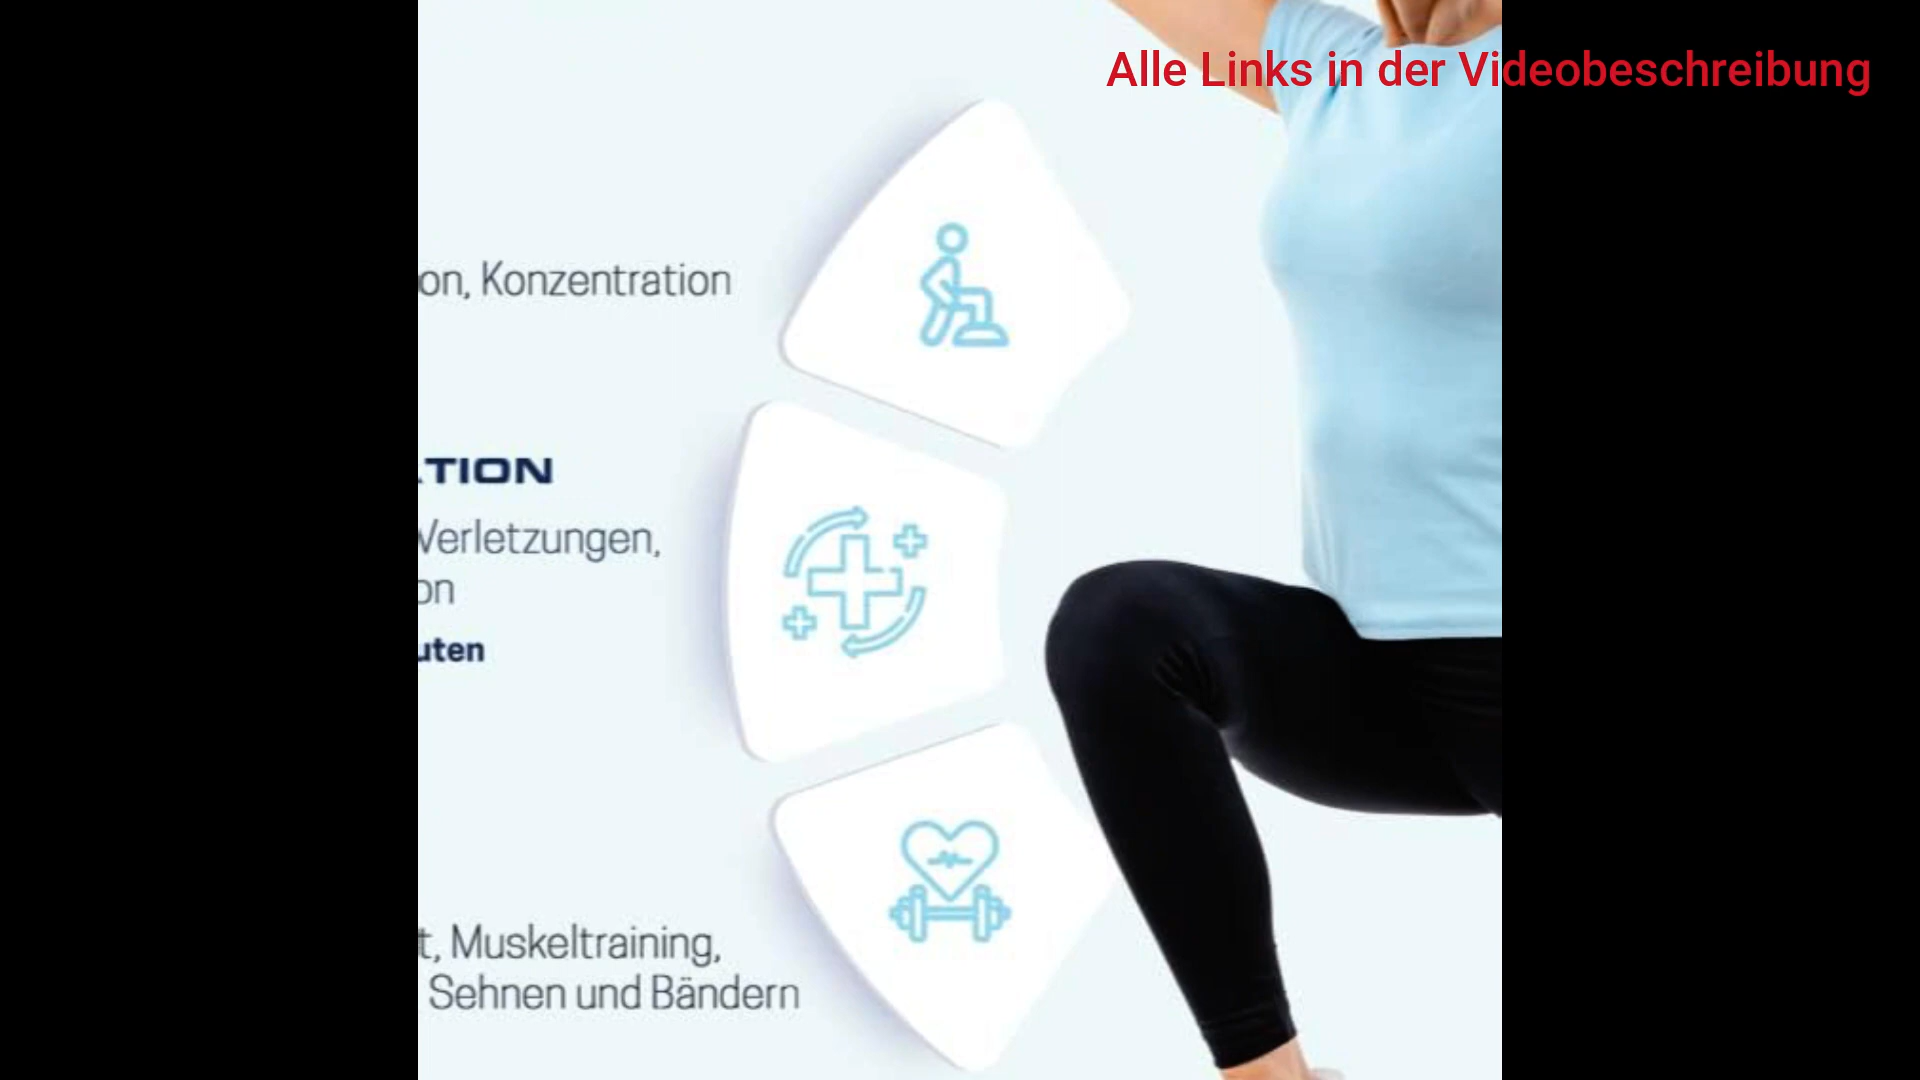 Alle Links in der Videobeschreibung
on, Konzentration
TION
Verletzungen,
on
uten
t, Muskeltraining,
Sehnen und Bändern